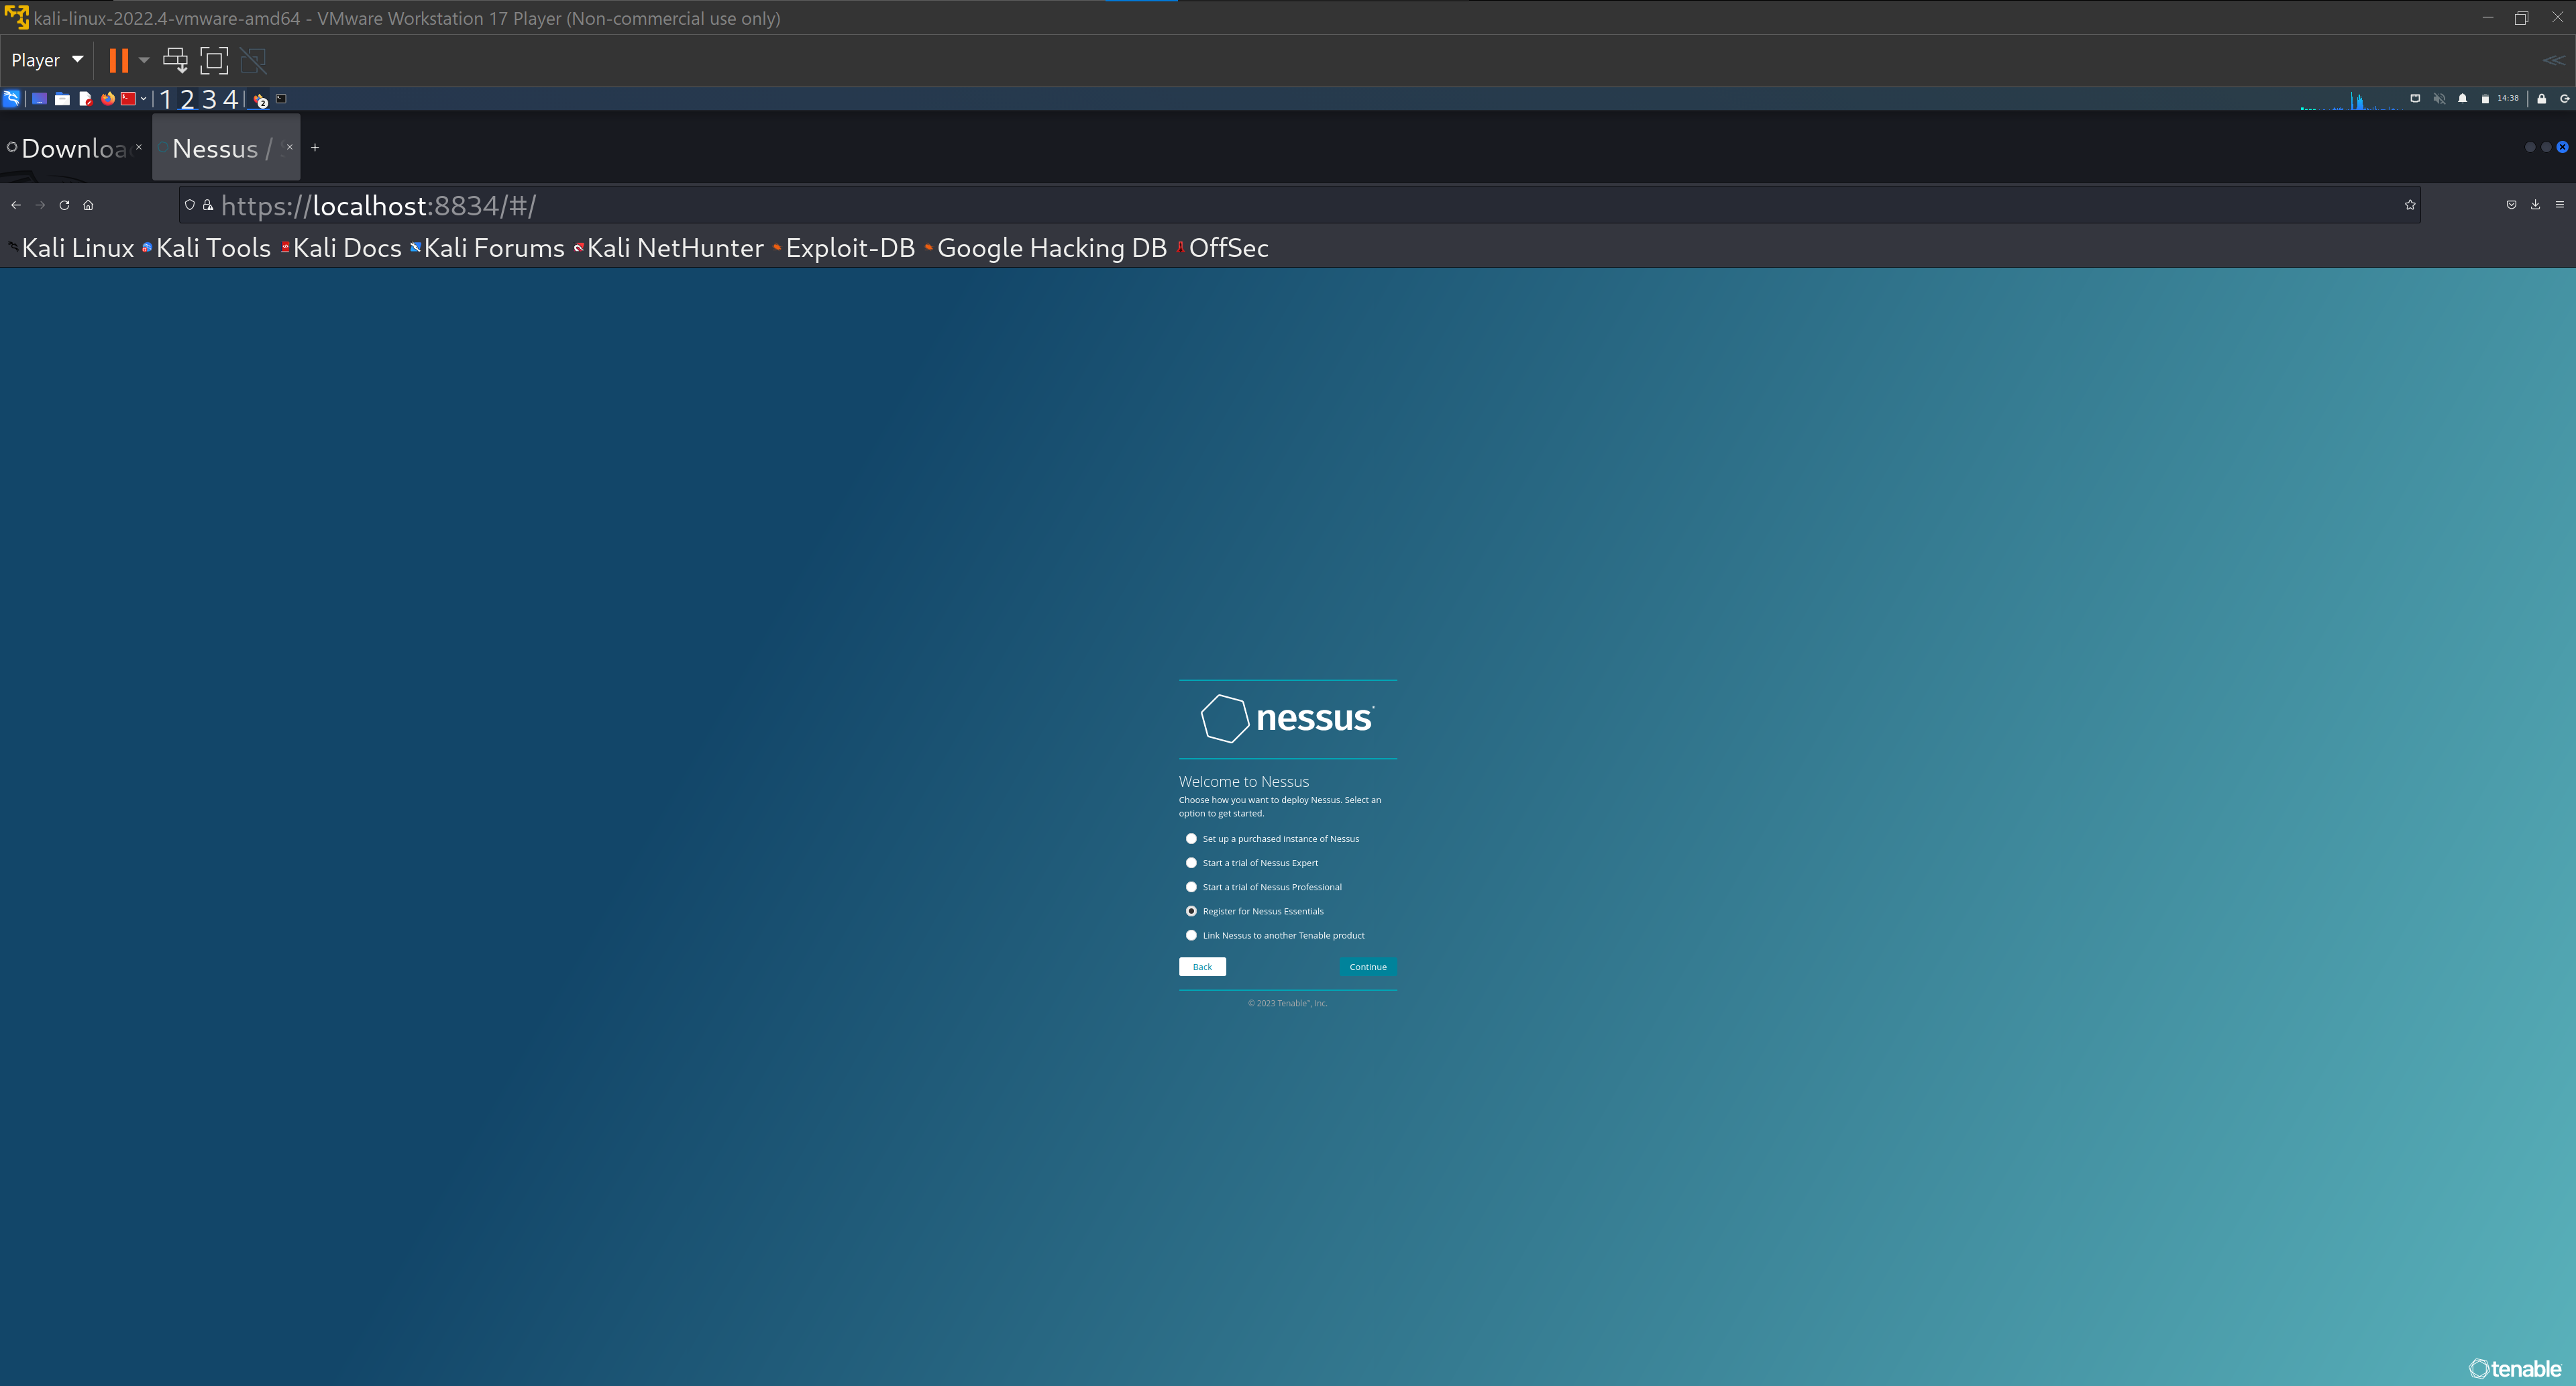 kali-linux-2022.4-vmware-amd64 - VMware Workstation 17 Player (Non-commercial use only)
Player
1 2 3 4
2
14:38
Downloa
Nessus /
https://localhost:8834/#/
Kali Linux Kali Tools Kali Docs Kali Forums Kali NetHunter Exploit-DB Google Hacking DB OffSec
nessus
Welcome to Nessus
Choose how you want to deploy Nessus. Select an
option to get started.
Set up a purchased instance of Nessus
Start a trial of Nessus Expert
Start a trial of Nessus Professional
Register for Nessus Essentials
Link Nessus to another Tenable product
Back
Continue
© 2023 Tenable™, Inc.
tenable